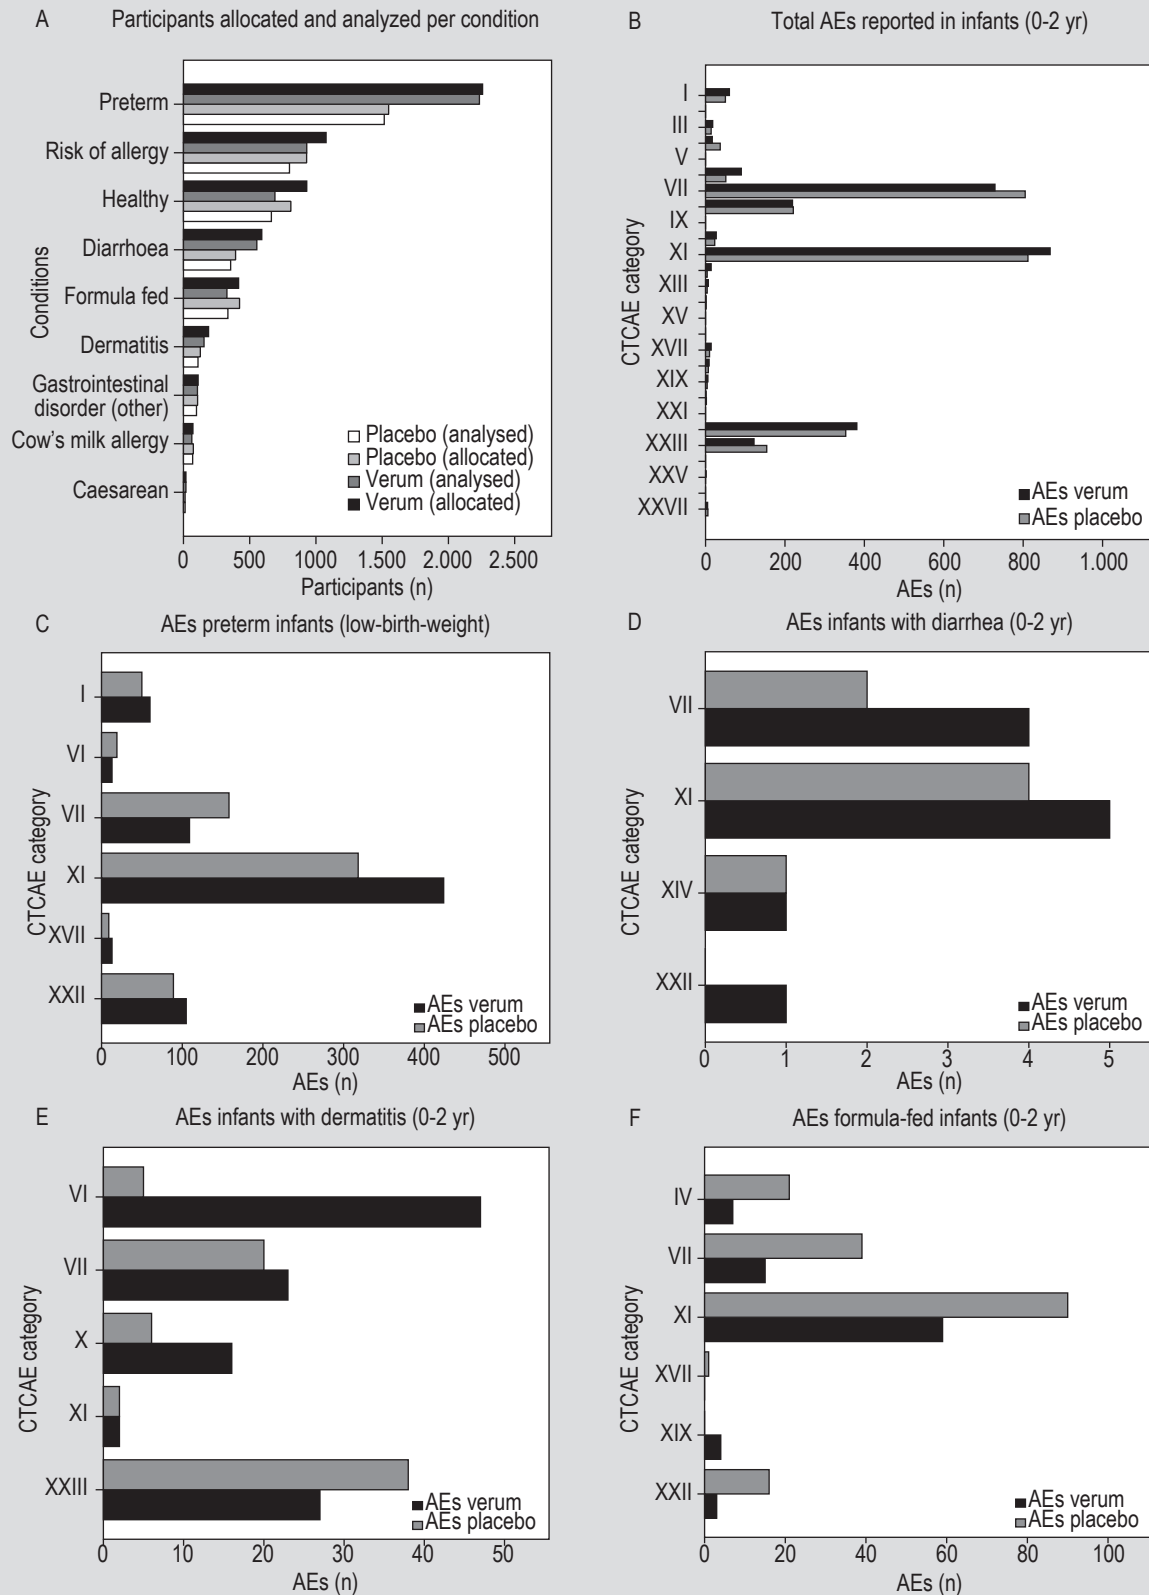 A Participants allocated and analyzed per condition
Conditions
Preterm
Risk of allergy
Healthy
Diarrhoea
Formula fed
Dermatitis
Gastrointestinal
disorder (other)
Cow's milk allergy
Caesarean
Placebo (analysed)
Placebo (allocated)
Verum (analysed)
Verum (allocated)
0 500 1000 1500 2.000 2.500
Participants (n)
B Total AEs reported in infants (0-2 yr)
CTCAE category
I
III
V
VII
IX
XI
XIII
XV
XVII
XIX
XXI
XXIII
XXV
XXVII
AEs verum
AEs placebo
0 200 400 600 800 1.000
AEs (n)
C AEs preterm infants (low-birth-weight)
CTCAE category
I
VI
VII
XI
XVII
XXII
AEs verum
AEs placebo
0 100 200 300 400 500
AEs (n)
D AEs infants with diarrhea (0-2 yr)
CTCAE category
VII
XI
XIV
XXII
AEs verum
AEs placebo
0 1 2 3 4 5
AEs (n)
E AEs infants with dermatitis (0-2 yr)
CTCAE category
VI
VII
X
XI
XXIII
AEs verum
AEs placebo
0 10 20 30 40 50
AEs (n)
F AEs formula-fed infants (0-2 yr)
CTCAE category
IV
VII
XI
XVII
XIX
XXII
AEs verum
AEs placebo
0 20 40 60 80 100
AEs (n)